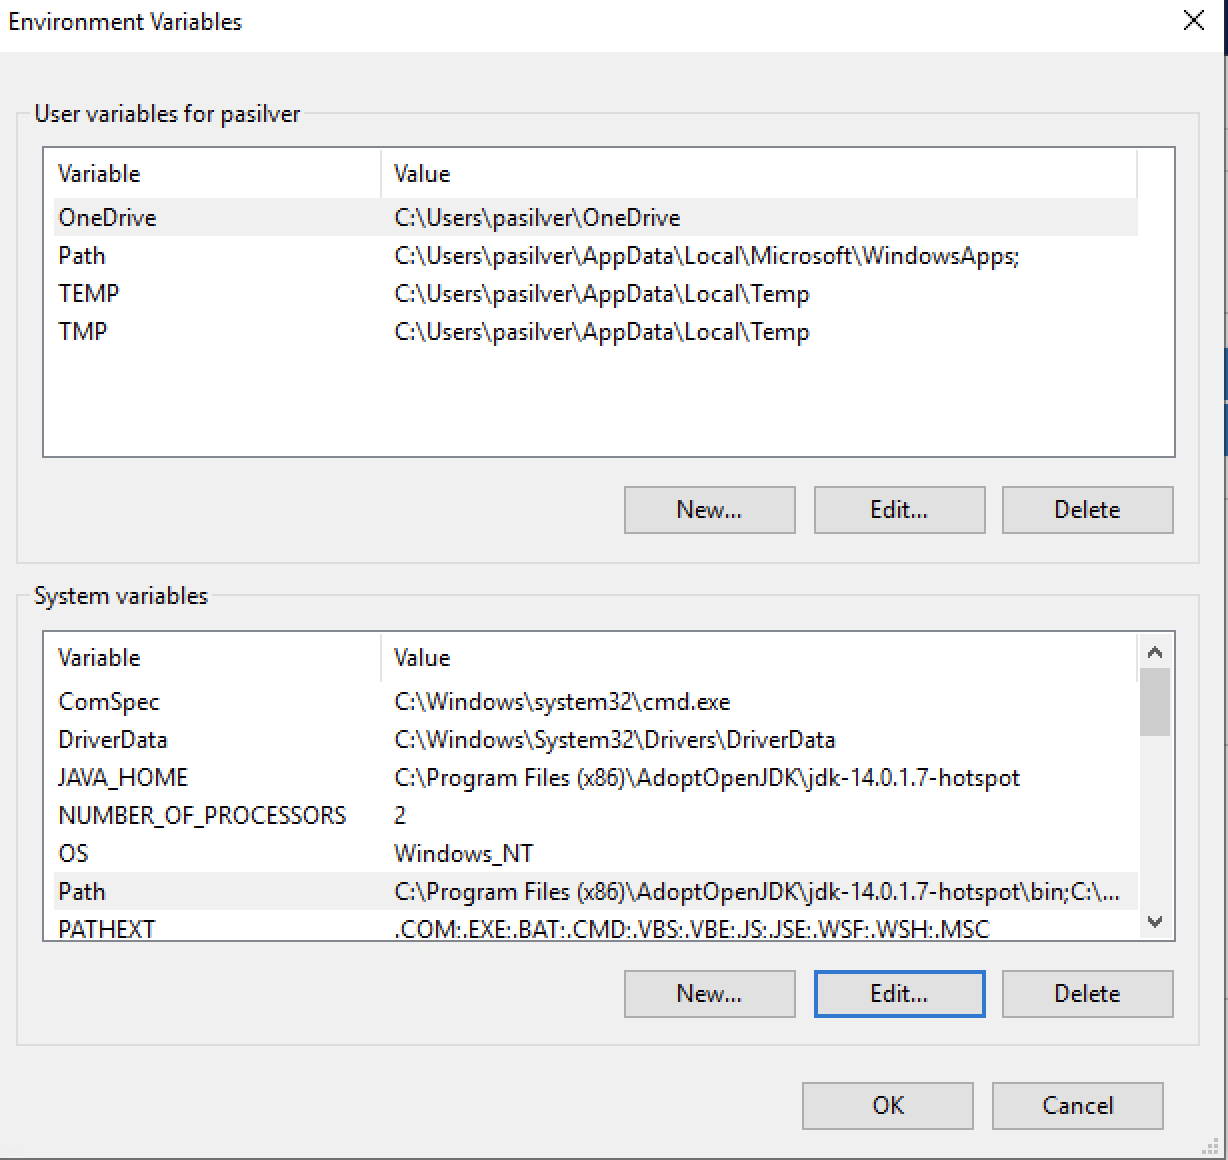 Environment Variables
User variables for pasilver
Variable Value
OneDrive C:\Users\pasilver\OneDrive
Path C:\Users\pasilver\AppData\Local\Microsoft\WindowsApps;
TEMP C:\Users\pasilver\AppData\Local\Temp
TMP C:\Users\pasilver\AppData\Local\Temp
New... Edit... Delete
System variables
Variable Value
ComSpec C:\Windows\system32\cmd.exe
DriverData C:\Windows\System32\Drivers\DriverData
JAVA_HOME C:\Program Files (x86)\AdoptOpenJDK\jdk-14.0.1.7-hotspot
NUMBER_OF_PROCESSORS 2
OS Windows_NT
Path C:\Program Files (x86)\AdoptOpenJDK\jdk-14.0.1.7-hotspot\bin;C:\...
PATHEXT .COM;.EXE;.BAT;.CMD;.VBS;.VBE;.JS;.JSE;.WSF;.WSH;.MSC
New... Edit... Delete
OK Cancel